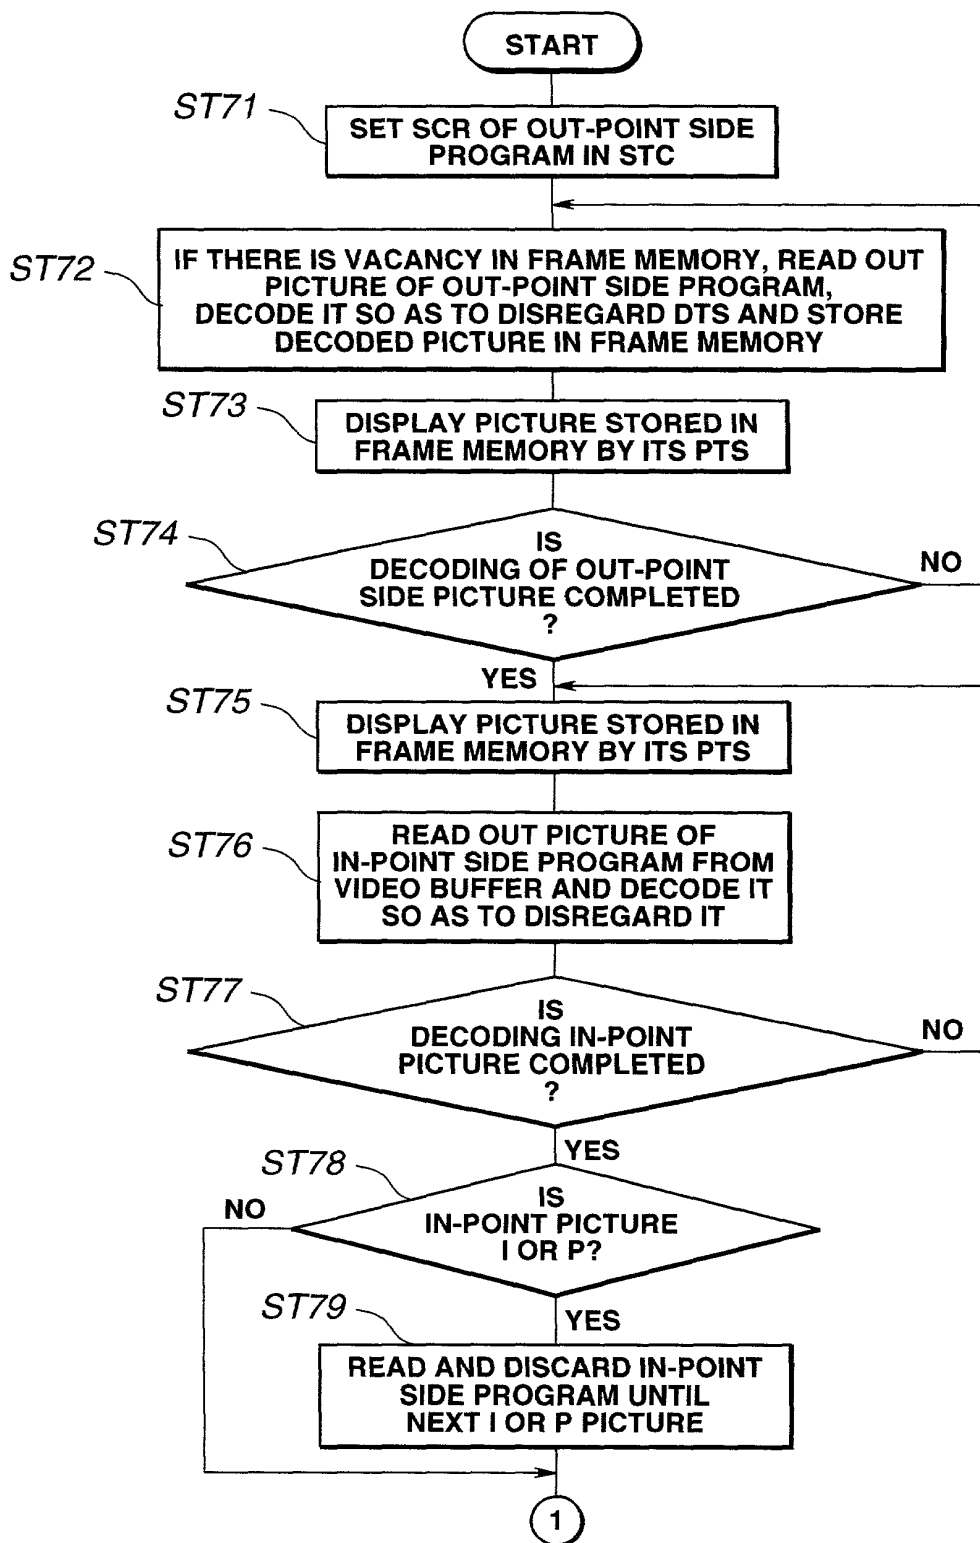 START
ST71
SET SCR OF OUT-POINT SIDE
PROGRAM IN STC
ST72
IF THERE IS VACANCY IN FRAME MEMORY, READ OUT
PICTURE OF OUT-POINT SIDE PROGRAM,
DECODE IT SO AS TO DISREGARD DTS AND STORE
DECODED PICTURE IN FRAME MEMORY
ST73
DISPLAY PICTURE STORED IN
FRAME MEMORY BY ITS PTS
ST74
IS
DECODING OF OUT-POINT
SIDE PICTURE COMPLETED
?
NO
YES
ST75
DISPLAY PICTURE STORED IN
FRAME MEMORY BY ITS PTS
ST76
READ OUT PICTURE OF
IN-POINT SIDE PROGRAM FROM
VIDEO BUFFER AND DECODE IT
SO AS TO DISREGARD IT
ST77
IS
DECODING IN-POINT
PICTURE COMPLETED
?
NO
YES
ST78
IS
IN-POINT PICTURE
I OR P?
NO
YES
ST79
READ AND DISCARD IN-POINT
SIDE PROGRAM UNTIL
NEXT I OR P PICTURE
1